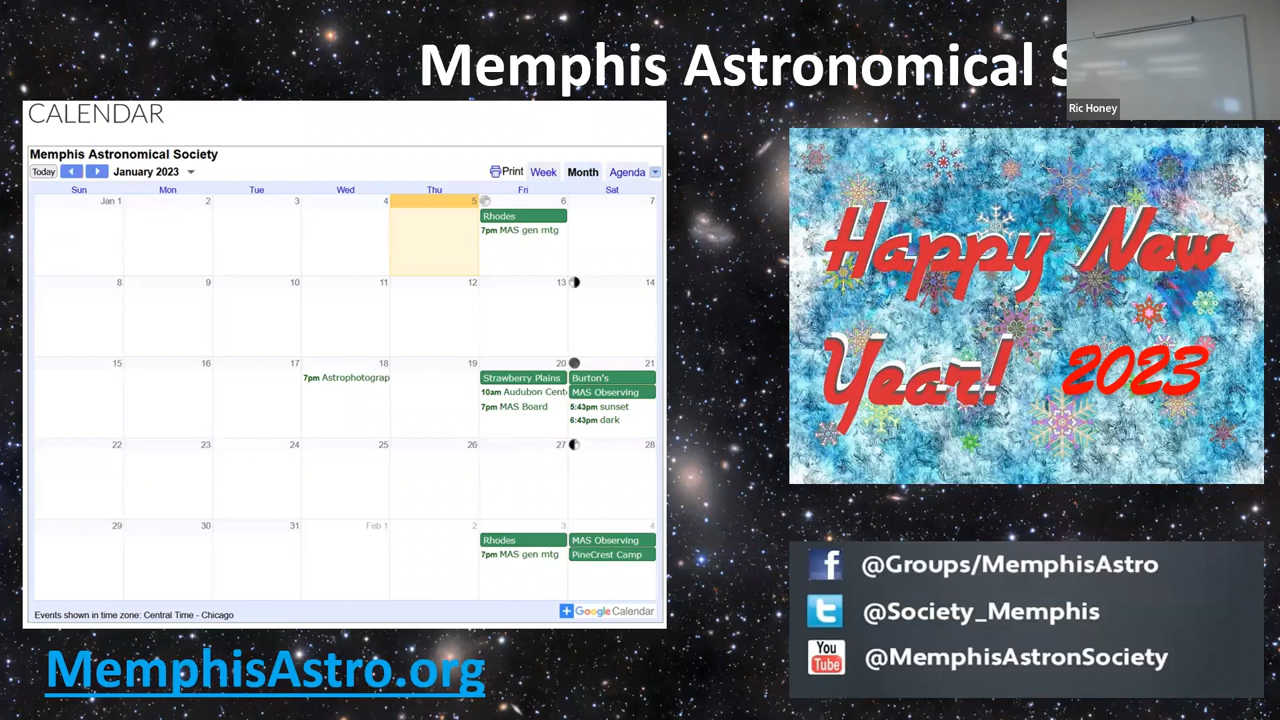 Memphis Astronomical S
Ric Honey
CALENDAR
Memphis Astronomical Society
Today January 2023 Print Week Month Agenda
Sun Mon Tue Wed Thu Fri Sat
Jan 1 2 3 4 5 6 7
Rhodes
7pm MAS gen mtg
8 9 10 11 12 13 14
15 16 17 18 19 20 21
7pm Astrophotograp Strawberry Plains Burton's
10am Audubon Cent MAS Observing
7pm MAS Board 5:43pm sunset
6:43pm dark
22 23 24 25 26 27 28
29 30 31 Feb 1 2 3 4
Rhodes MAS Observing
7pm MAS gen mtg PineCrest Camp
Events shown in time zone: Central Time - Chicago
Google Calendar
MemphisAstro.org
Happy New
Year! 2023
f @Groups/MemphisAstro
t @Society_Memphis
You
Tube @MemphisAstronSociety